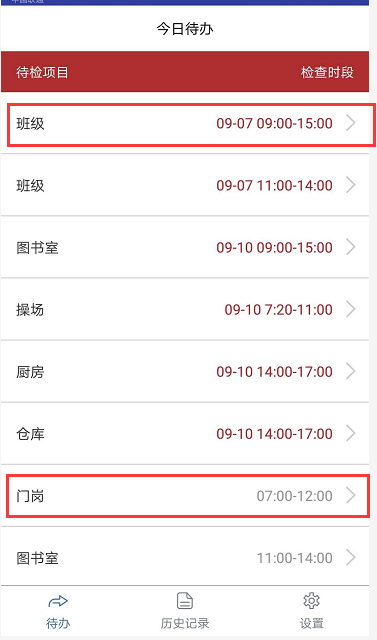 今日待办
待检项目 检查时段
班级 09-07 09:00-15:00
班级 09-07 11:00-14:00
图书室 09-10 09:00-15:00
操场 09-10 7:20-11:00
厨房 09-10 14:00-17:00
仓库 09-10 14:00-17:00
门岗 07:00-12:00
图书室 11:00-14:00
待办 历史记录 设置